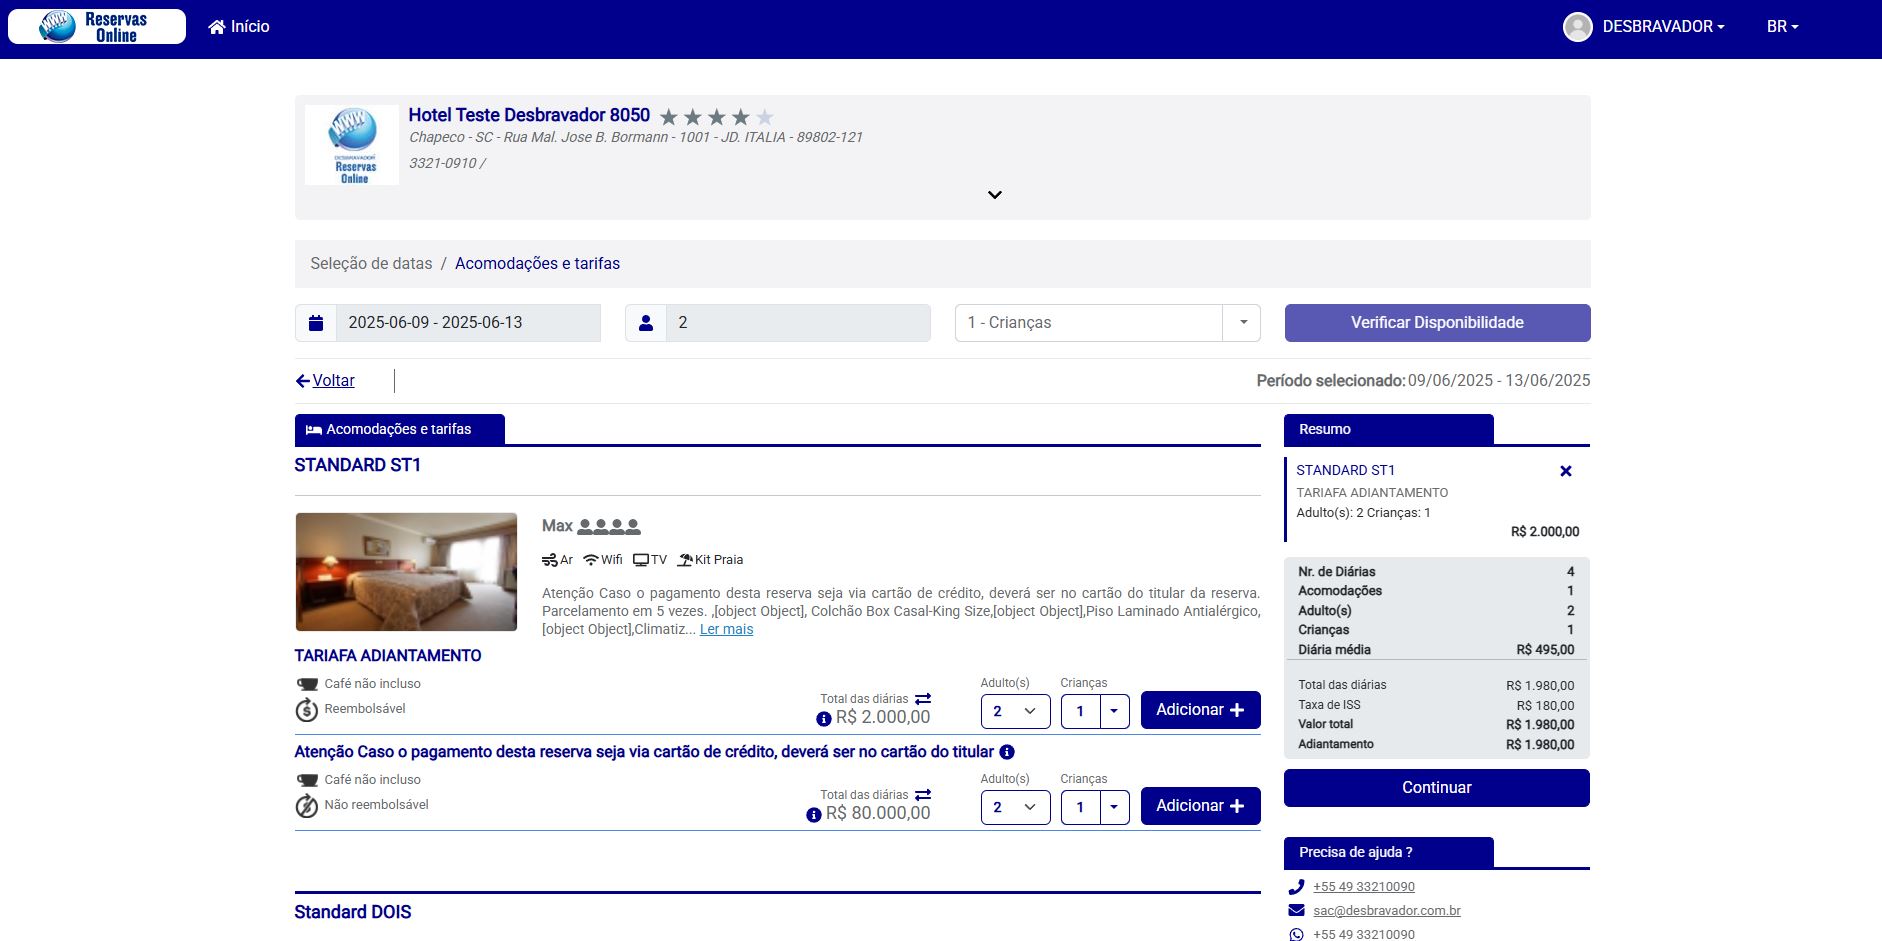 Reservas
Online
Início
DESBRAVADOR
BR
Hotel Teste Desbravador 8050
Chapeco - SC - Rua Mal. Jose B. Bormann - 1001 - JD. ITALIA - 89802-121
3321-0910 /
DESBRAVADOR
Reservas
Online
Seleção de datas / Acomodações e tarifas
2025-06-09 - 2025-06-13
2
1 - Crianças
Verificar Disponibilidade
Voltar
Período selecionado: 09/06/2025 - 13/06/2025
Acomodações e tarifas
STANDARD ST1
Max
Ar Wifi TV Kit Praia
Atenção Caso o pagamento desta reserva seja via cartão de crédito, deverá ser no cartão do titular da reserva.
Parcelamento em 5 vezes. ,[object Object], Colchão Box Casal-King Size,[object Object],Piso Laminado Antialérgico,
[object Object],Climatiz... Ler mais
TARIAFA ADIANTAMENTO
Café não incluso
Reembolsável
Total das diárias
R$ 2.000,00
Adulto(s)
2
Crianças
1
Adicionar
Atenção Caso o pagamento desta reserva seja via cartão de crédito, deverá ser no cartão do titular
Café não incluso
Não reembolsável
Total das diárias
R$ 80.000,00
Adulto(s)
2
Crianças
1
Adicionar
Standard DOIS
Resumo
STANDARD ST1
TARIAFA ADIANTAMENTO
Adulto(s): 2 Crianças: 1
R$ 2.000,00
Nr. de Diárias 4
Acomodações 1
Adulto(s) 2
Crianças 1
Diária média R$ 495,00
Total das diárias R$ 1.980,00
Taxa de ISS R$ 180,00
Valor total R$ 1.980,00
Adiantamento R$ 1.980,00
Continuar
Precisa de ajuda ?
+55 49 33210090
sac@desbravador.com.br
+55 49 33210090